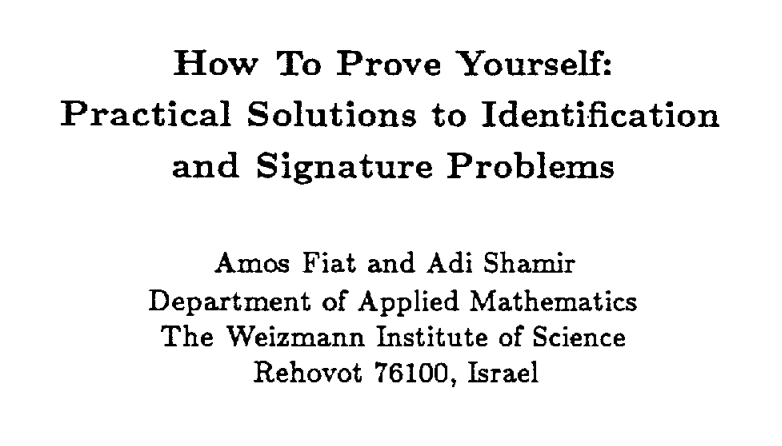 How To Prove Yourself:
Practical Solutions to Identification
and Signature Problems
Amos Fiat and Adi Shamir
Department of Applied Mathematics
The Weizmann Institute of Science
Rehovot 76100, Israel